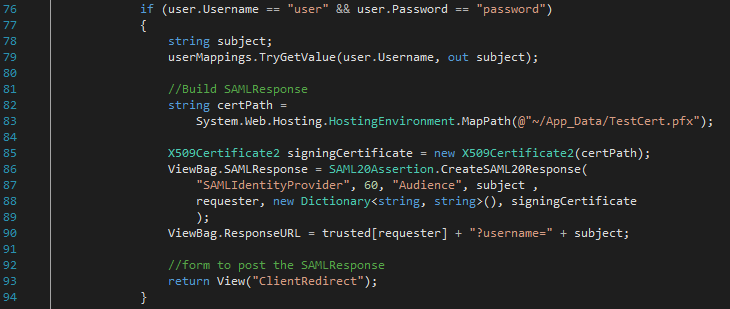 76 if (user.Username == "user" && user.Password == "password")
77 {
78 string subject;
79 userMappings.TryGetValue(user.Username, out subject);
80
81 //Build SAMLResponse
82 string certPath =
83 System.Web.Hosting.HostingEnvironment.MapPath(@"~/App_Data/TestCert.pfx");
84
85 X509Certificate2 signingCertificate = new X509Certificate2(certPath);
86 ViewBag.SAMLResponse = SAML20Assertion.CreateSAML20Response(
87 "SAMLIdentityProvider", 60, "Audience", subject ,
88 requester, new Dictionary<string, string>(), signingCertificate
89 );
90 ViewBag.ResponseURL = trusted[requester] + "?username=" + subject;
91
92 //form to post the SAMLResponse
93 return View("ClientRedirect");
94 }